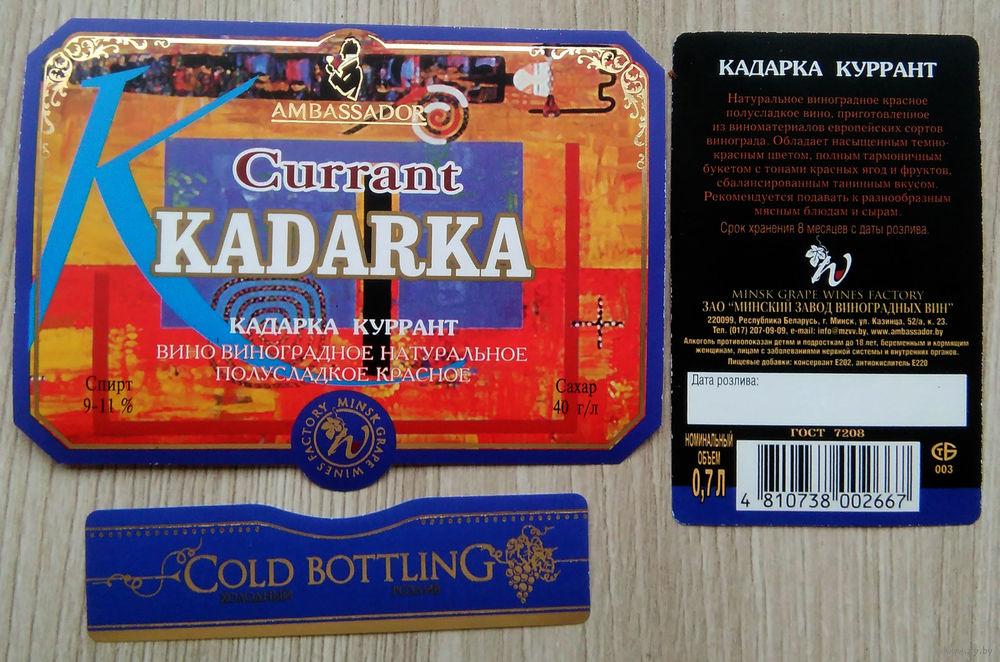 AMBASSADOR
Currant
KADARKA
КАДАРКА КУРРАНТ
ВИНО ВИНОГРАДНОЕ НАТУРАЛЬНОЕ
ПОЛУСЛАДКОЕ КРАСНОЕ
Спирт
9-11 %
Сахар
40 г/л
MINSK GRAPE WINES FACTORY
COLD BOTTLING
ХОЛОДНЫЙ РОЗЛИВ
КАДАРКА КУРРАНТ
Натуральное виноградное красное
полусладкое вино, приготовленное
из виноматериалов европейских сортов
винограда. Обладает насыщенным темно-
красным цветом, полным гармоничным
букетом с тонами красных ягод и фруктов,
сбалансированным танинным вкусом.
Рекомендуется подавать к разнообразным
мясным блюдам и сырам.
Срок хранения 8 месяцев с даты розлива.
MINSK GRAPE WINES FACTORY
ЗАО "МИНСКИЙ ЗАВОД ВИНОГРАДНЫХ ВИН"
220099, Республика Беларусь, г. Минск, ул. Казинца, 52/а, к. 23.
Тел. (017) 207-09-09, e-mail: info@mzvv.by, www.ambassador.by
Алкоголь противопоказан детям и подросткам до 18 лет, беременным и кормящим
женщинам, лицам с заболеваниями нервной системы и внутренних органов.
Пищевые добавки: консервант Е202, антиокислитель Е220
Дата розлива:
ГОСТ 7208
НОМИНАЛЬНЫЙ
ОБЪЕМ
0,7 Л
4 810738 002667
СТБ
003